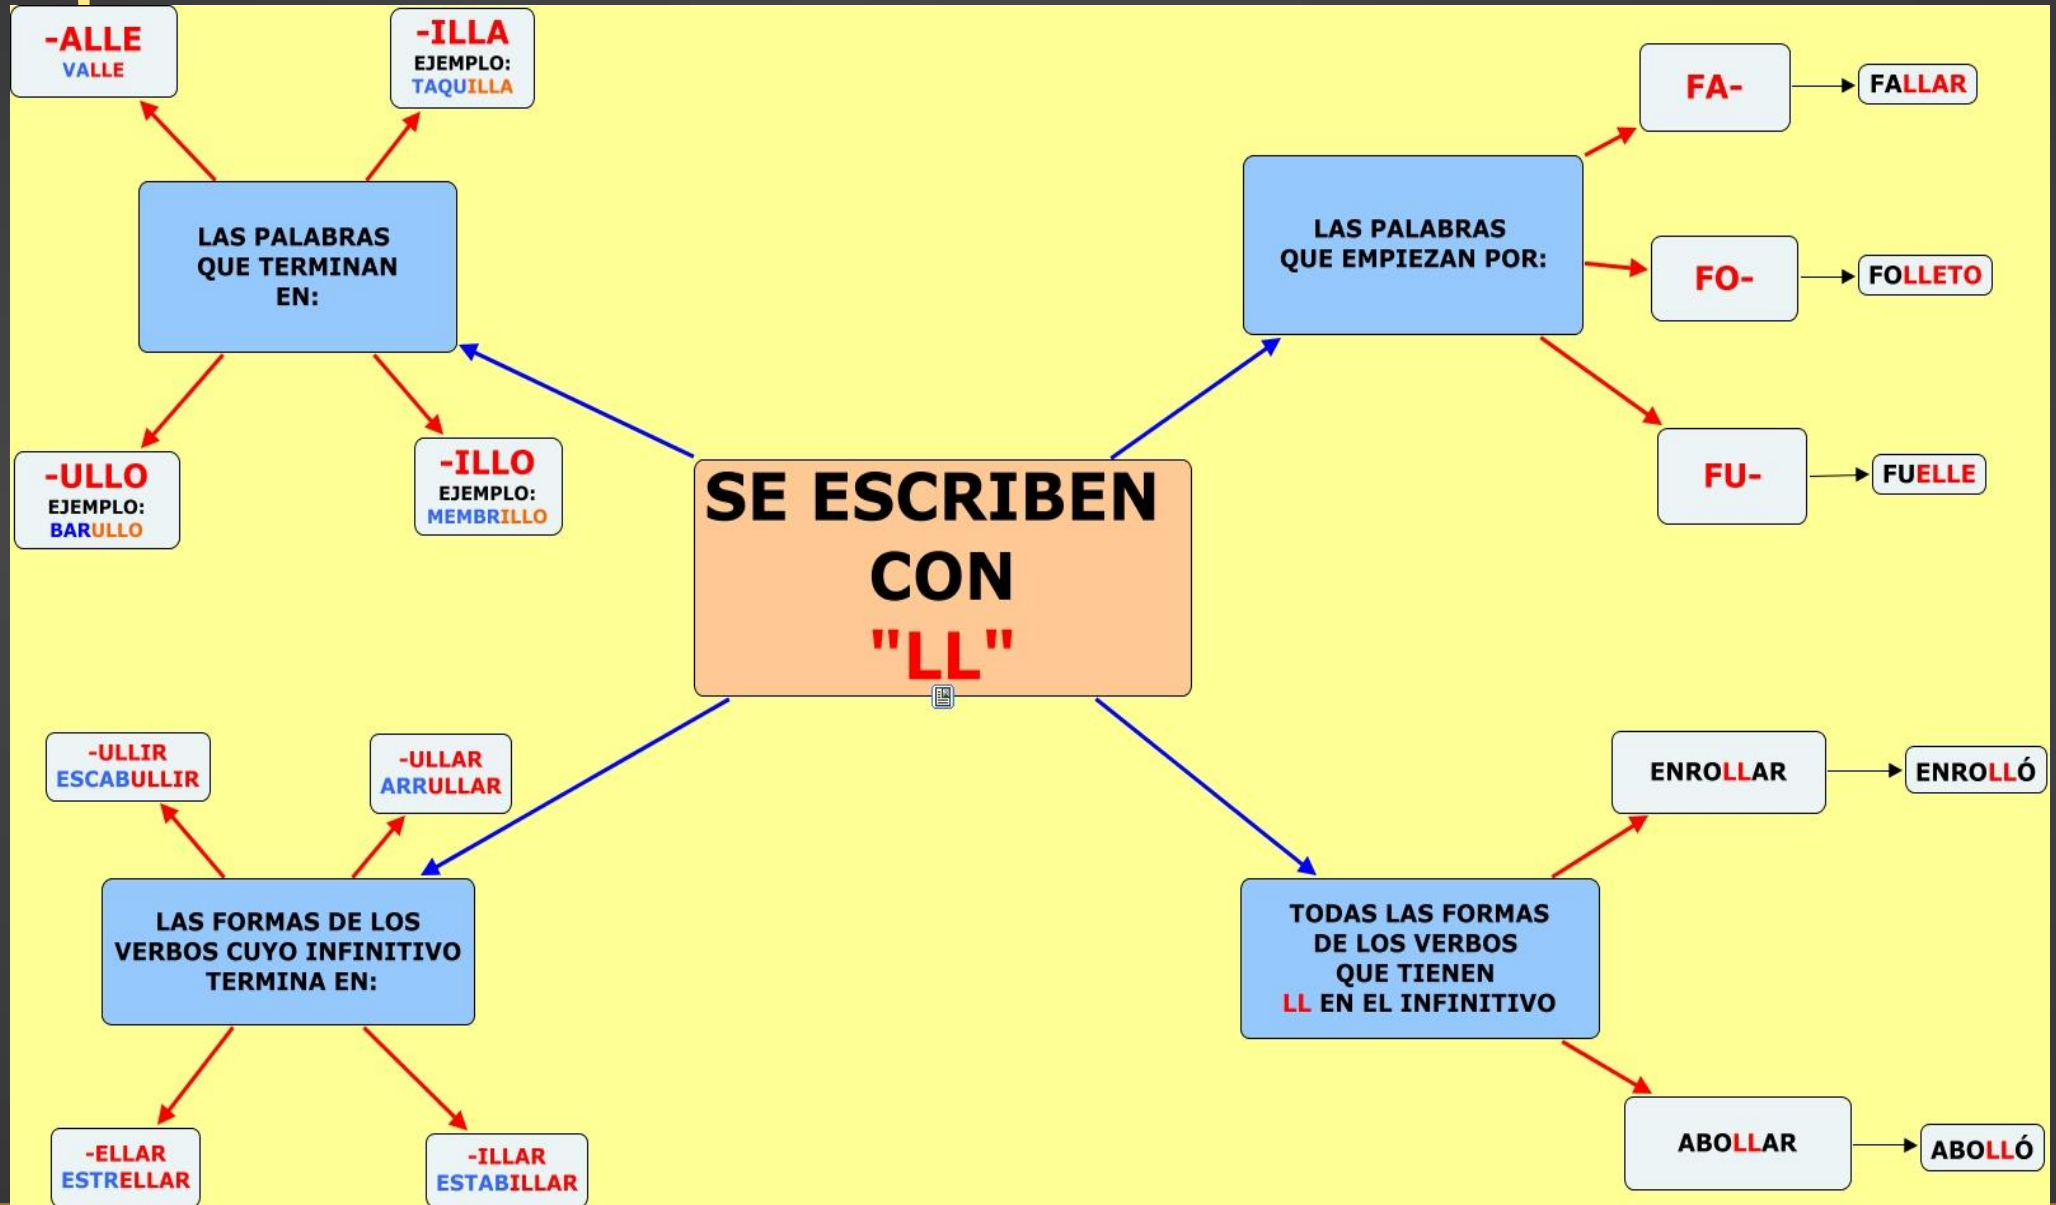 -ALLE
VALLE
-ILLA
EJEMPLO:
TAQUILLA
LAS PALABRAS
QUE TERMINAN
EN:
-ULLO
EJEMPLO:
BARULLO
-ILLO
EJEMPLO:
MEMBRILLO
LAS PALABRAS
QUE EMPIEZAN POR:
FA-
FALLAR
FO-
FOLLETO
FU-
FUELLE
SE ESCRIBEN
CON
"LL"
-ULLIR
ESCABULLIR
-ULLAR
ARRULLAR
LAS FORMAS DE LOS
VERBOS CUYO INFINITIVO
TERMINA EN:
-ELLAR
ESTRELLAR
-ILLAR
ESTABILLAR
TODAS LAS FORMAS
DE LOS VERBOS
QUE TIENEN
LL EN EL INFINITIVO
ENROLLAR
ENROLLÓ
ABOLLAR
ABOLLÓ